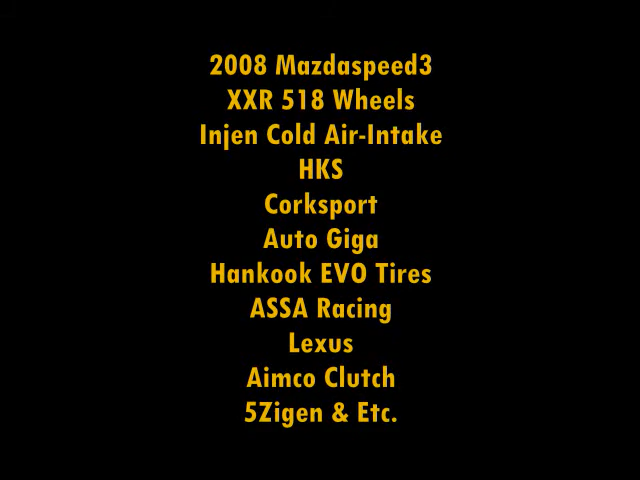 2008 Mazdaspeed3
XXR 518 Wheels
Injen Cold Air-Intake
HKS
Corksport
Auto Giga
Hankook EVO Tires
ASSA Racing
Lexus
Aimco Clutch
5Zigen & Etc.